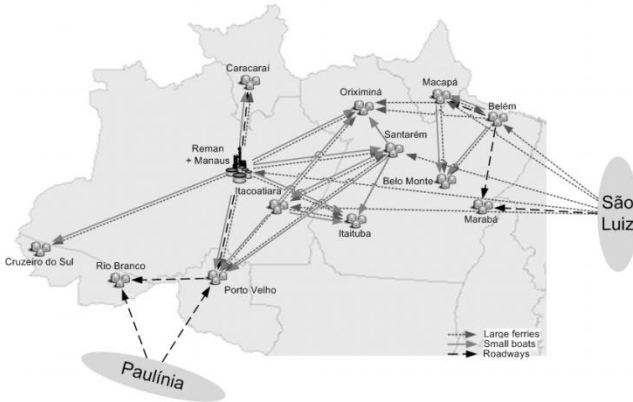 Caracaraí
Macapá
Oriximiná
Belém
Santarém
Reman
+ Manaus
Belo Monte
Itacoatiara
São
Luiz
Marabá
Itaituba
Cruzeiro do Sul
Rio Branco
Porto Velho
Large ferries
Small boats
Roadways
Paulínia